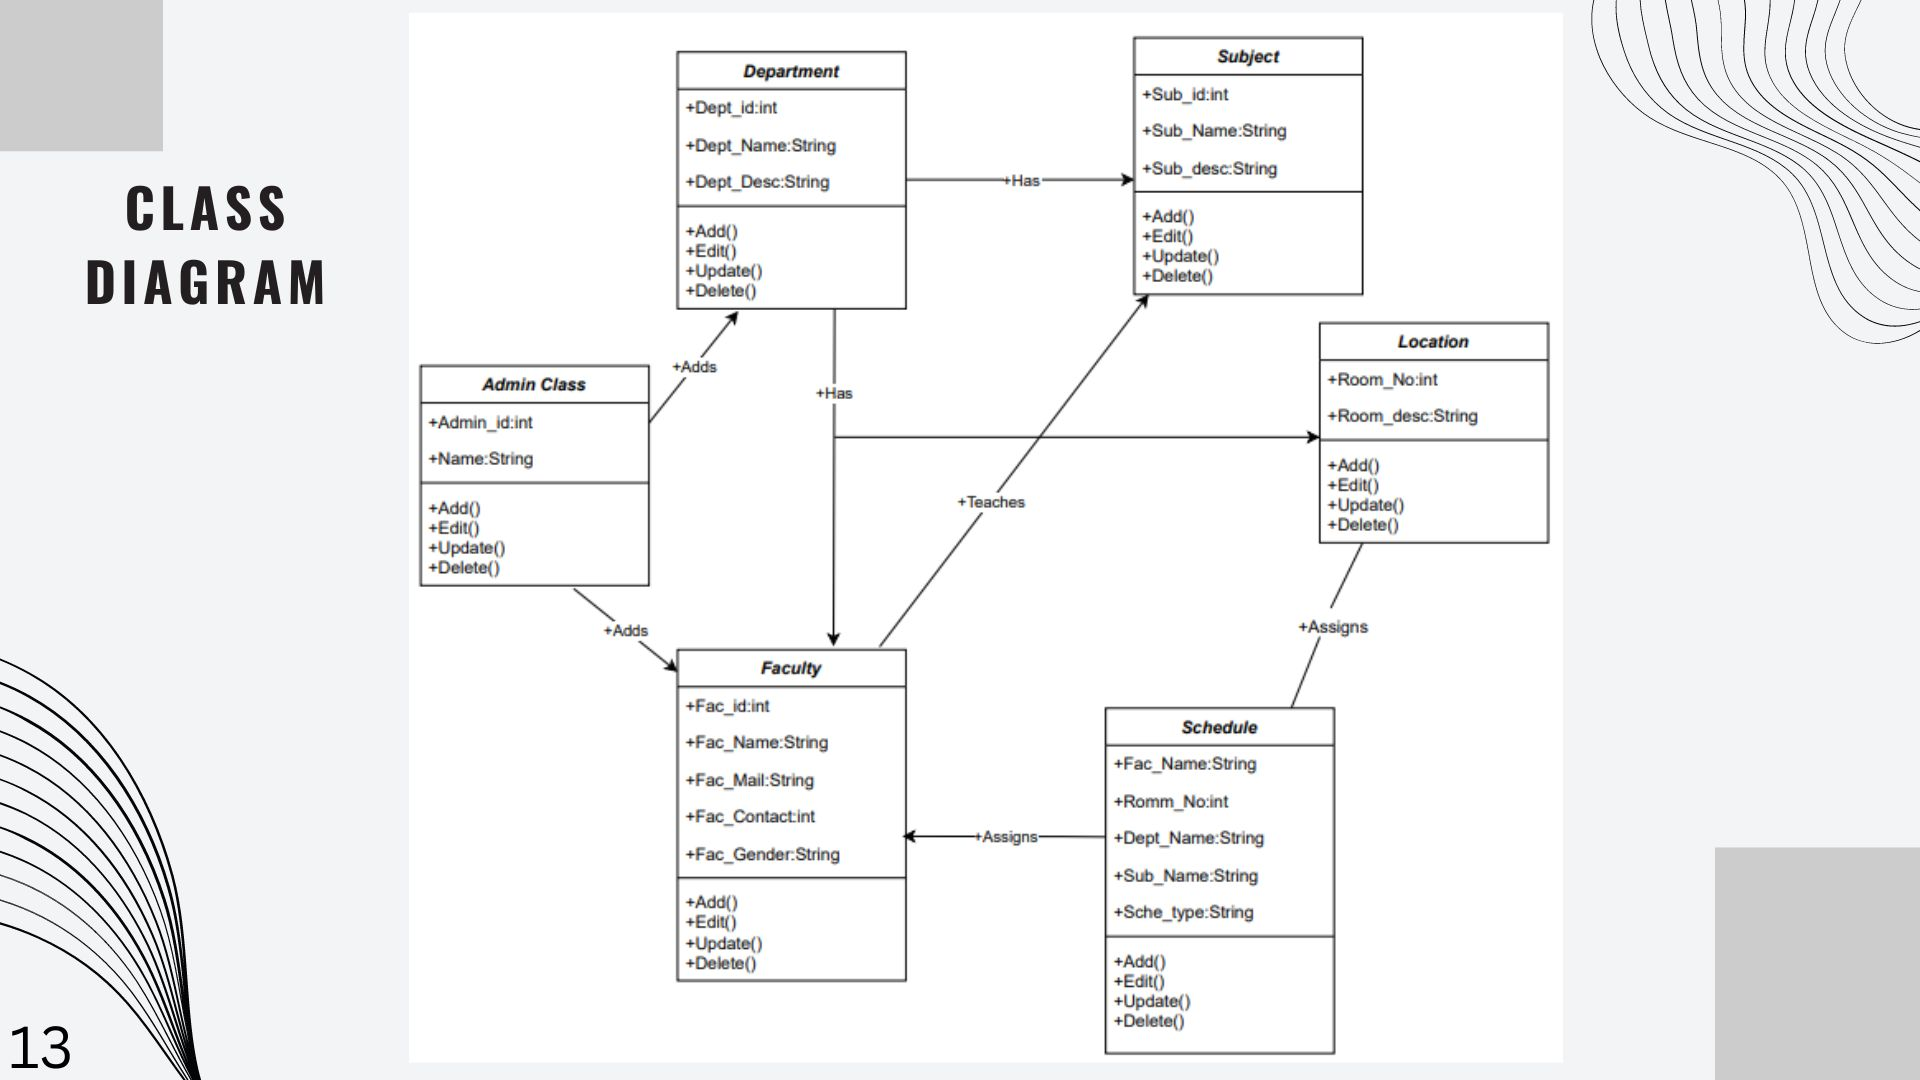 CLASS
DIAGRAM
Department
+Dept_id:int
+Dept_Name:String
+Dept_Desc:String
+Add()
+Edit()
+Update()
+Delete()
+Has
Subject
+Sub_id:int
+Sub_Name:String
+Sub_desc:String
+Add()
+Edit()
+Update()
+Delete()
+Adds
+Has
Admin Class
+Admin_id:int
+Name:String
+Add()
+Edit()
+Update()
+Delete()
+Teaches
Location
+Room_No:int
+Room_desc:String
+Add()
+Edit()
+Update()
+Delete()
+Adds
+Assigns
Faculty
+Fac_id:int
+Fac_Name:String
+Fac_Mail:String
+Fac_Contact:int
+Fac_Gender:String
+Add()
+Edit()
+Update()
+Delete()
+Assigns
Schedule
+Fac_Name:String
+Romm_No:int
+Dept_Name:String
+Sub_Name:String
+Sche_type:String
+Add()
+Edit()
+Update()
+Delete()
13